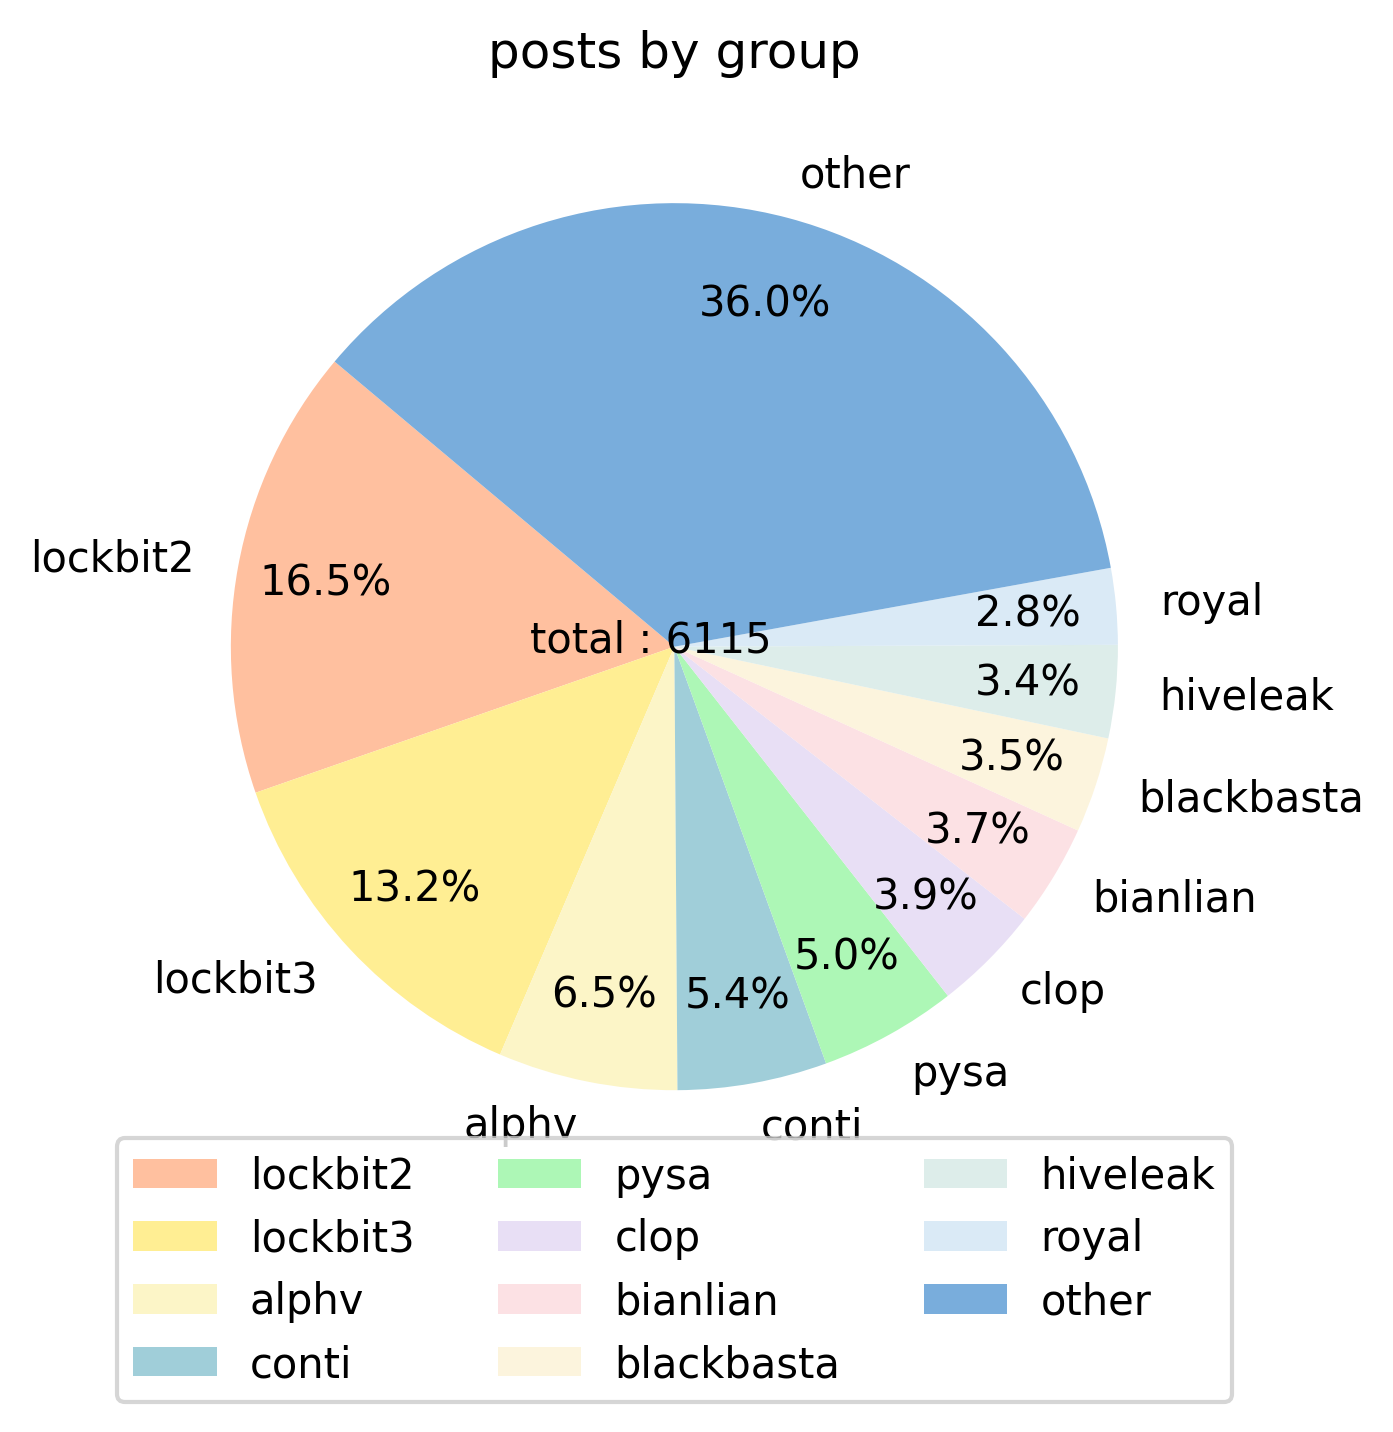 posts by group
other
36.0%
lockbit2
16.5%
total : 6115
2.8%
royal
3.4%
hiveleak
3.5%
blackbasta
3.7%
bianlian
3.9%
clop
13.2%
lockbit3
5.0%
pysa
6.5%
alphv
5.4%
conti
lockbit2
lockbit3
alphv
conti
pysa
clop
bianlian
blackbasta
hiveleak
royal
other